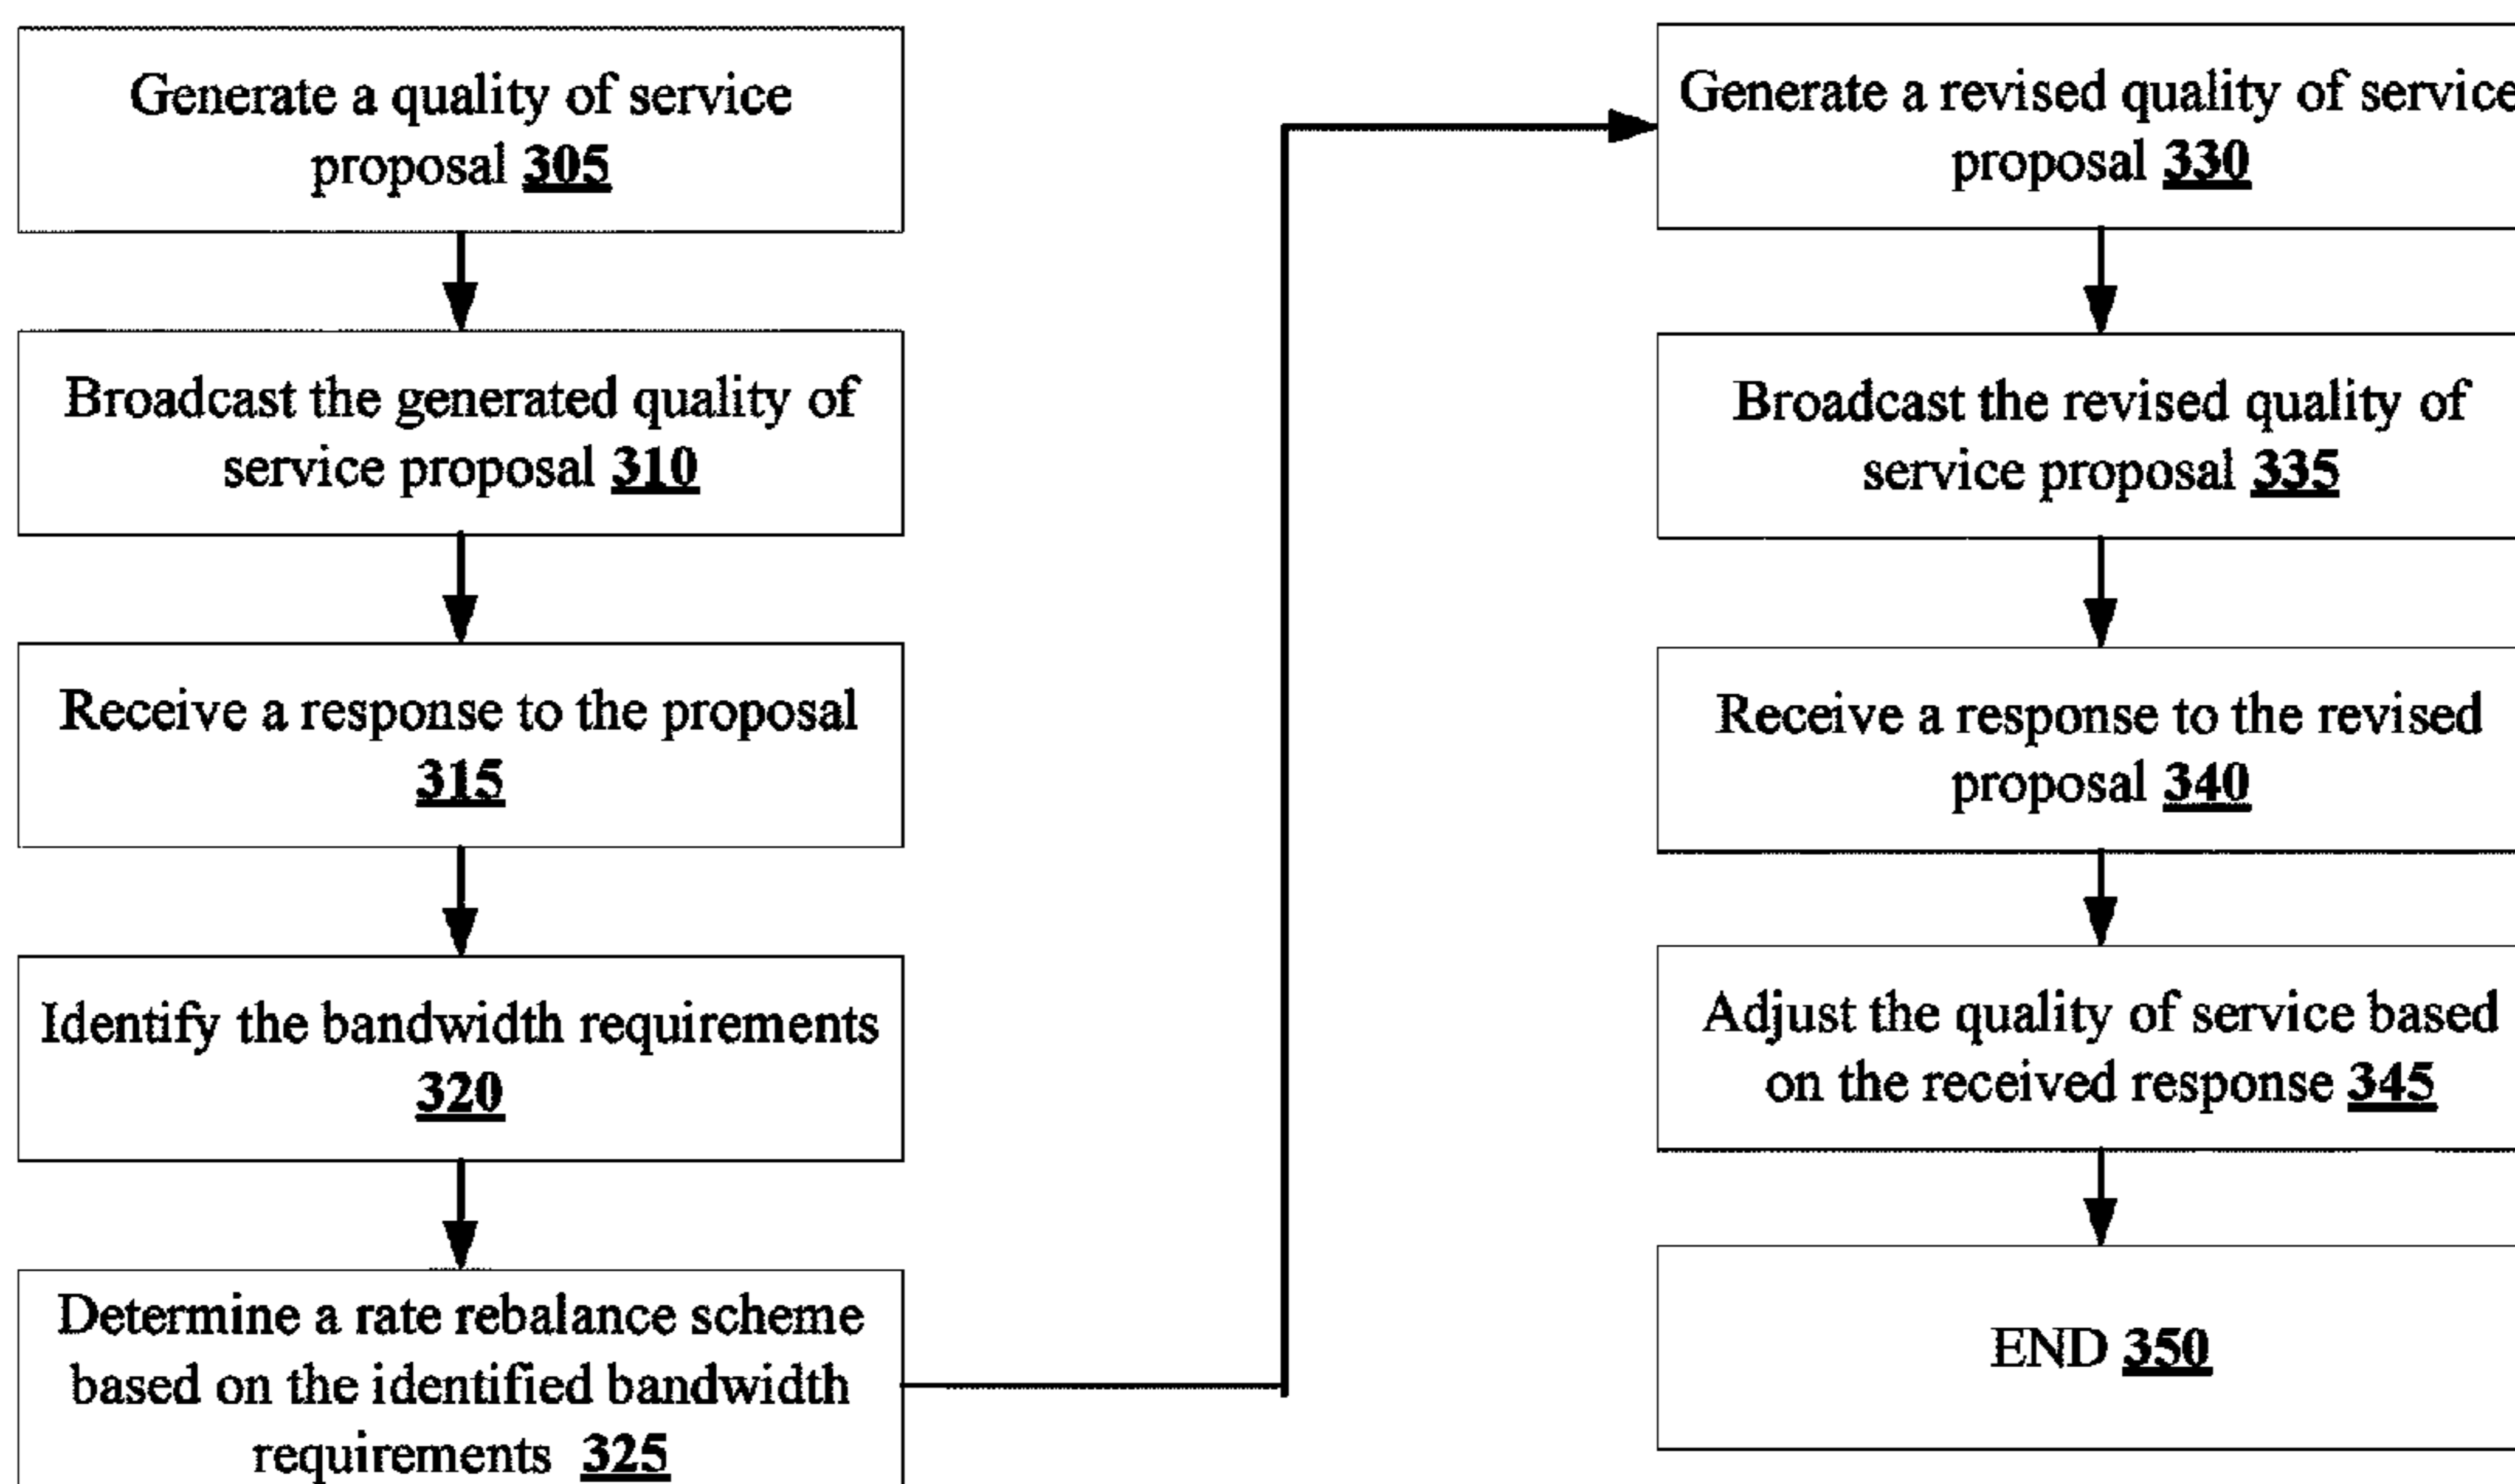 Generate a quality of service
proposal 305
Broadcast the generated quality of
service proposal 310
Receive a response to the proposal
315
Identify the bandwidth requirements
320
Determine a rate rebalance scheme
based on the identified bandwidth
requirements 325
Generate a revised quality of service
proposal 330
Broadcast the revised quality of
service proposal 335
Receive a response to the revised
proposal 340
Adjust the quality of service based
on the received response 345
END 350